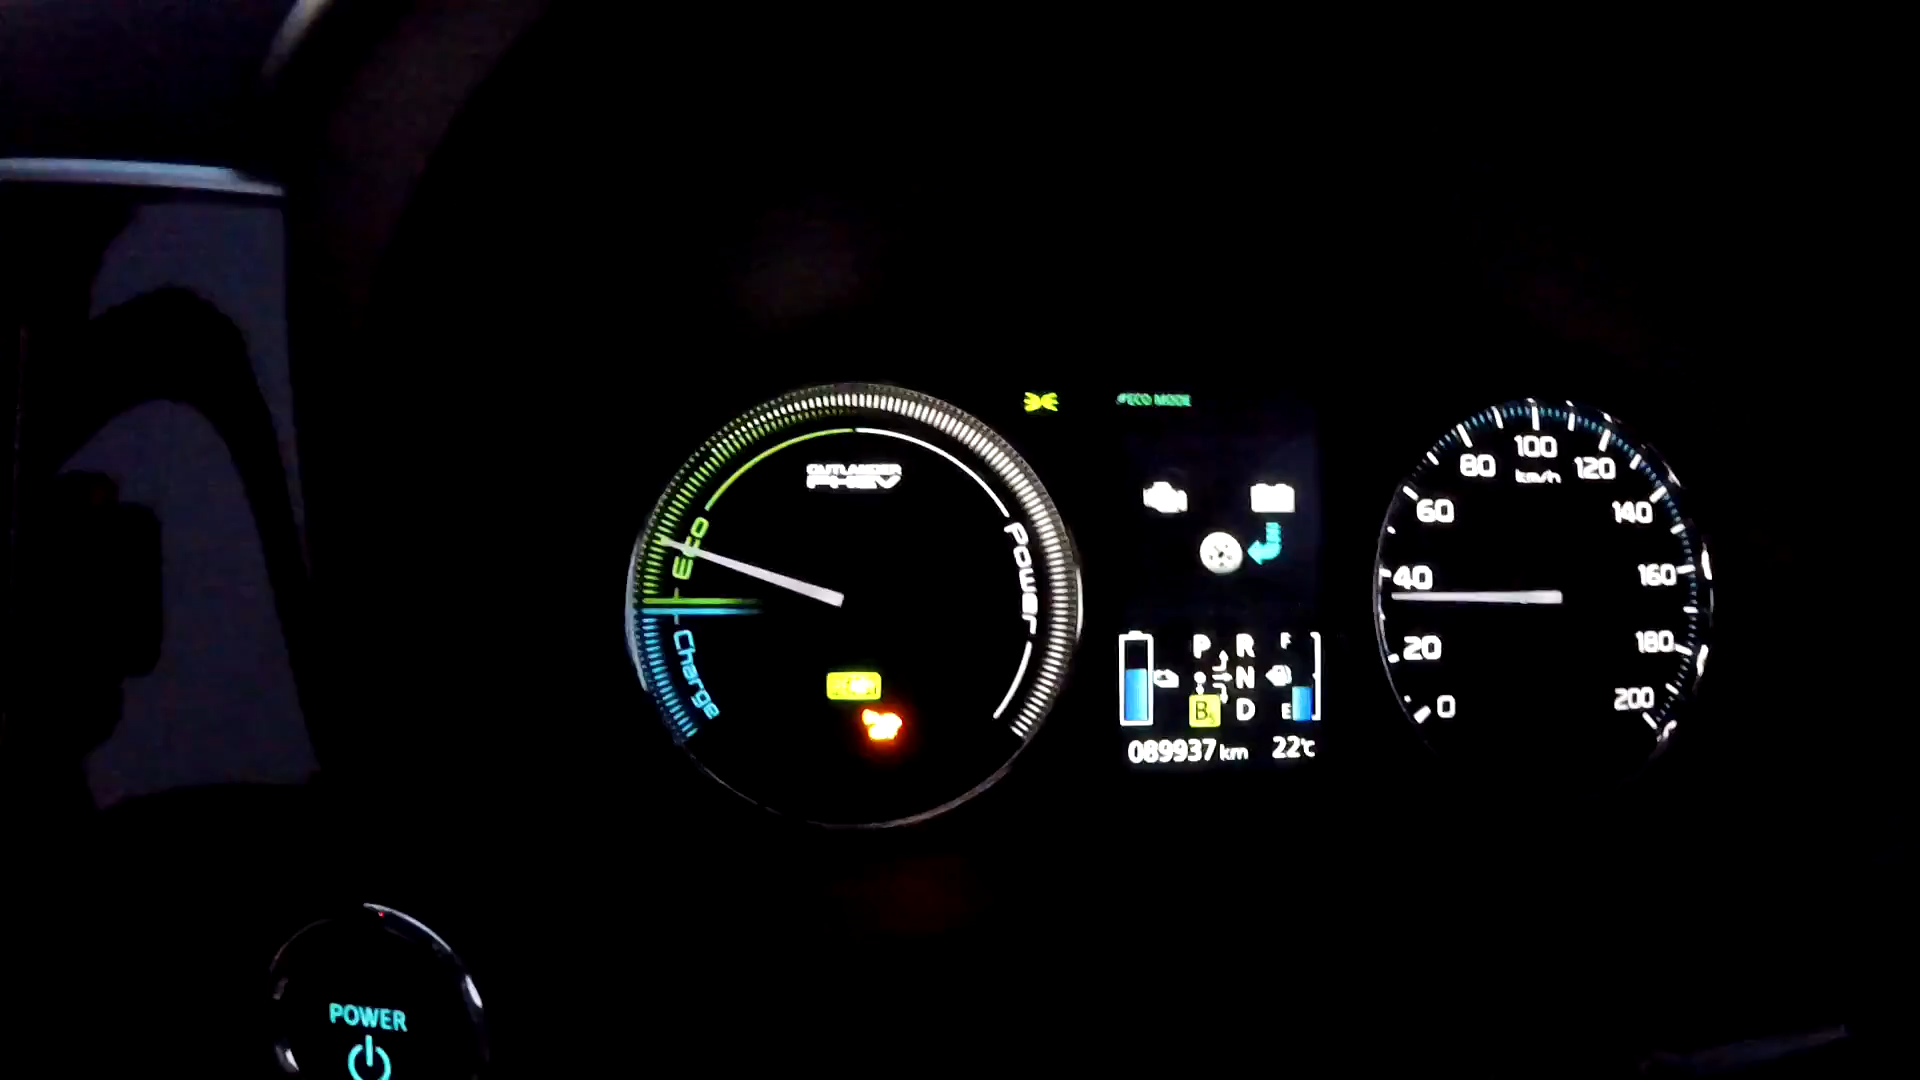 ECO MODE
OUTLANDER
PHEV
Eco
Charge
Power
0
20
40
60
80
100
120
140
160
180
200
km/h
P R
N
B D
F
E
089937 km 22℃
POWER